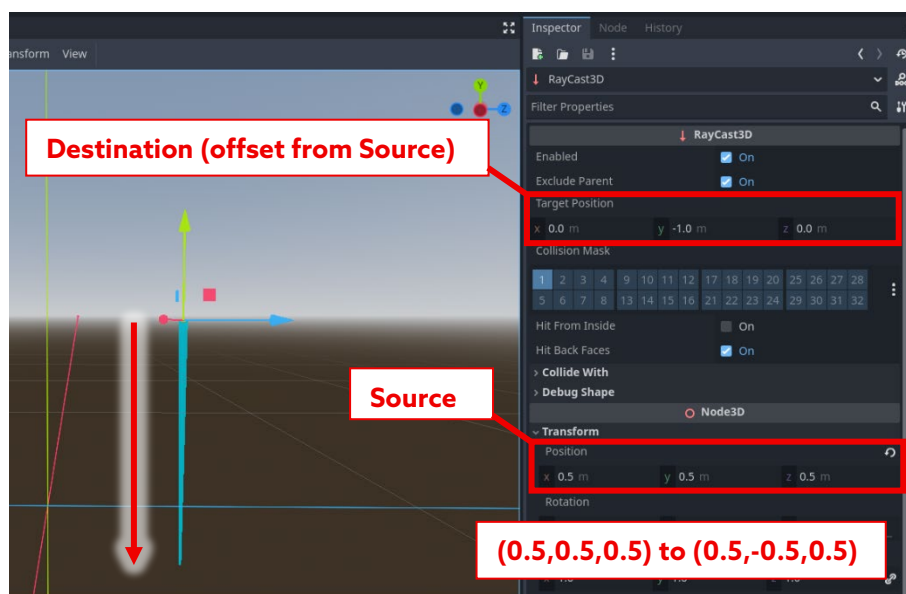 Inspector Node History
ansform View
RayCast3D
Filter Properties
Y
Z
RayCast3D
Destination (offset from Source)
Enabled On
Exclude Parent On
Target Position
x 0.0 m y -1.0 m z 0.0 m
Collision Mask
1 2 3 4 9 10 11 12 17 18 19 20 25 26 27 28
5 6 7 8 13 14 15 16 21 22 23 24 29 30 31 32
Hit From Inside On
Hit Back Faces On
Collide With
Debug Shape
Source
Node3D
Transform
Position
x 0.5 m y 0.5 m z 0.5 m
Rotation
(0.5,0.5,0.5) to (0.5,-0.5,0.5)